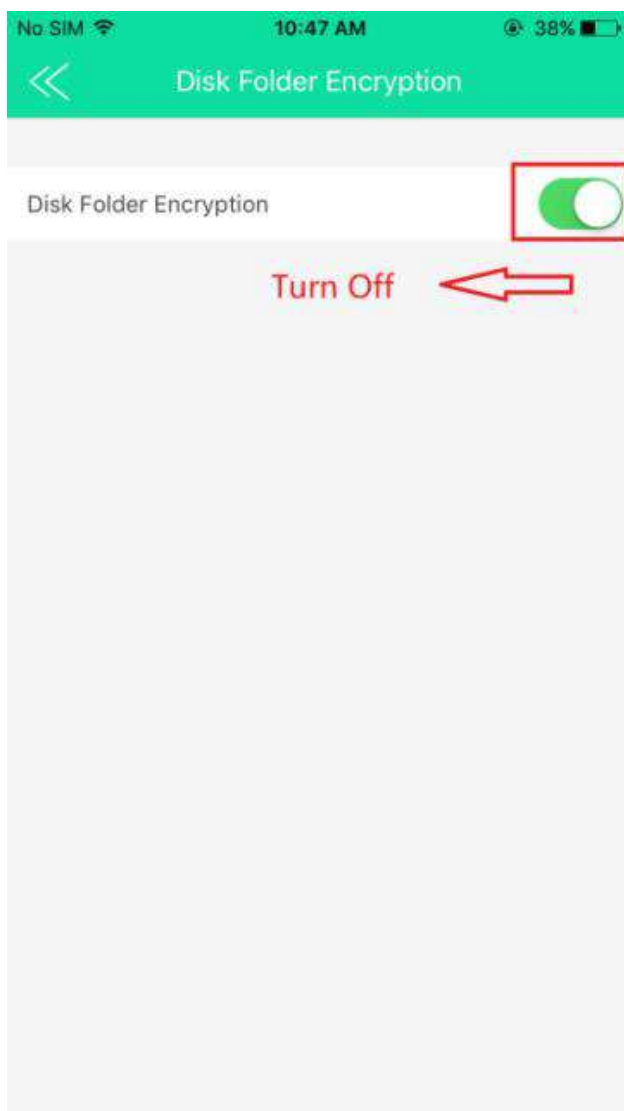 No SIM 10:47 AM 38%
Disk Folder Encryption
Disk Folder Encryption
Turn Off